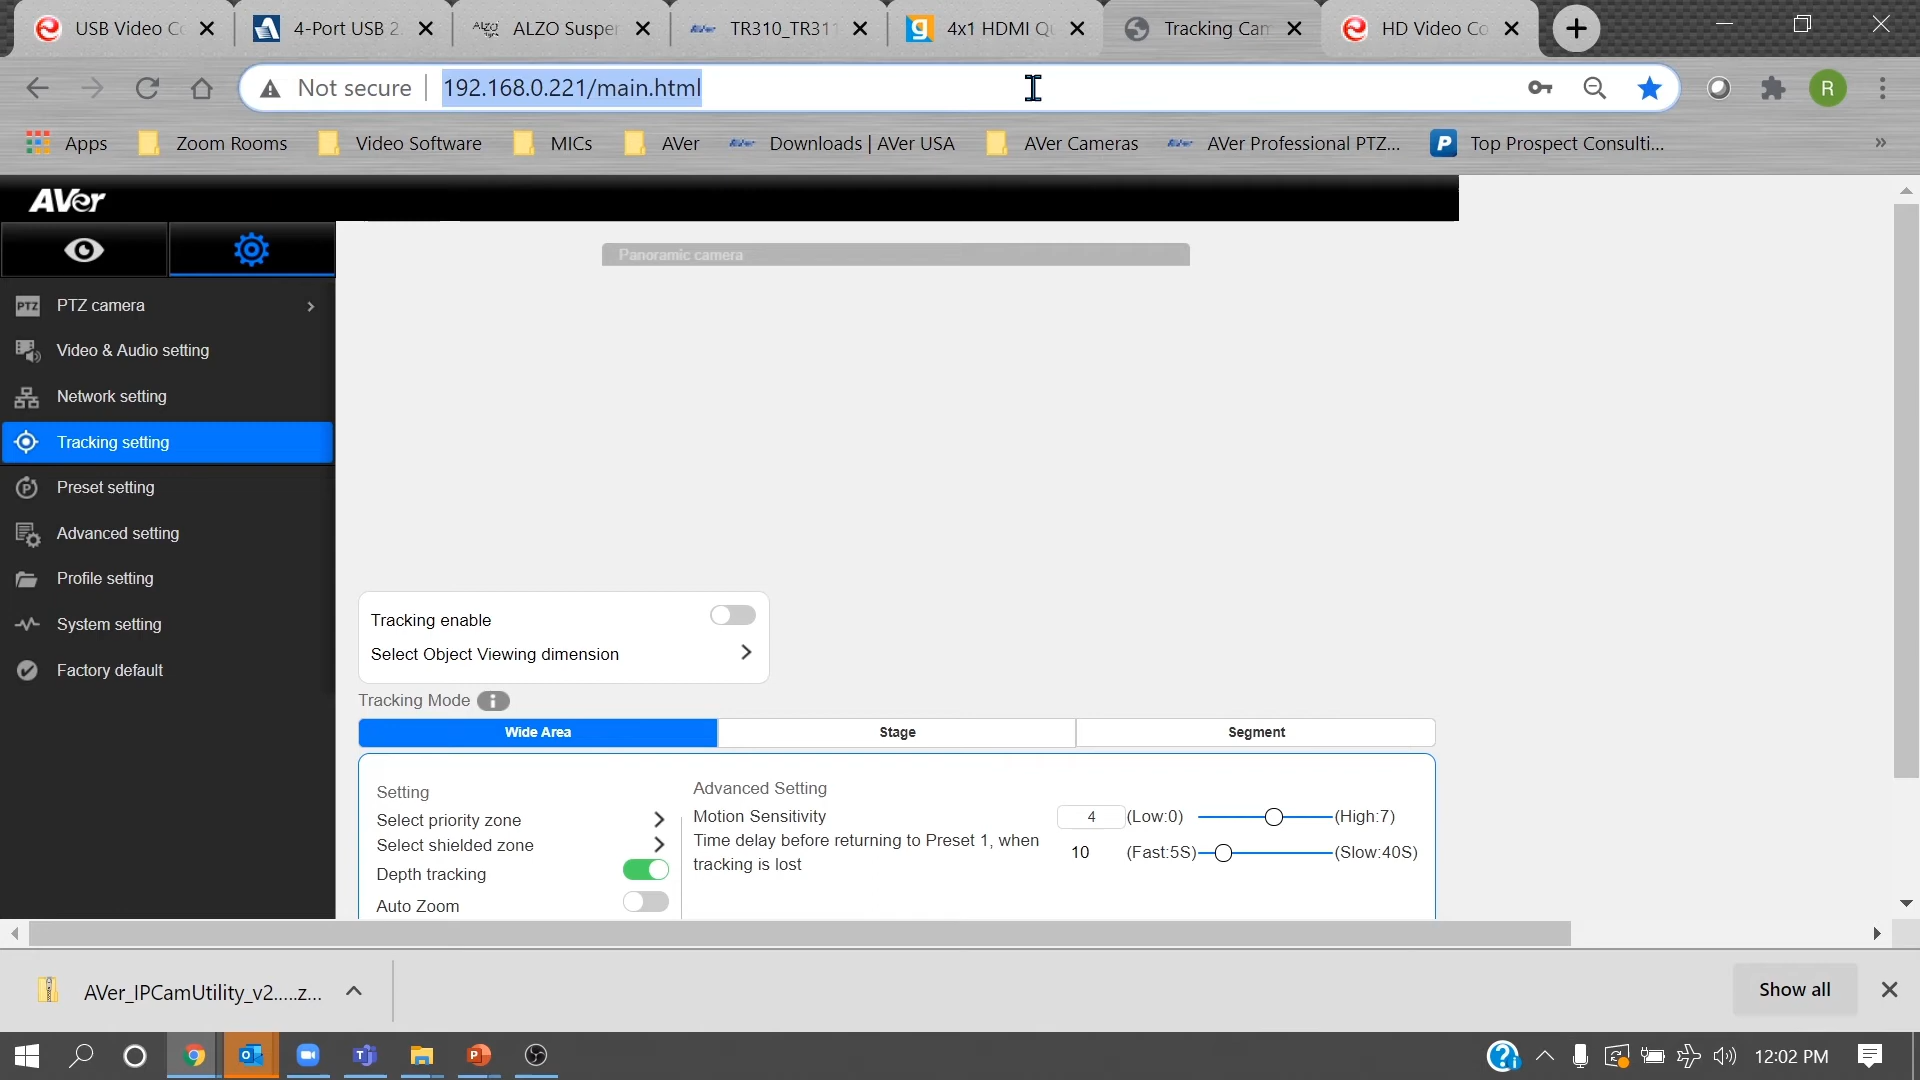 USB Video Co
4-Port USB 2.
ALZO Suspen
TR310_TR311
4x1 HDMI Qu
Tracking Cam
HD Video Co
Not secure
192.168.0.221/main.html
R
Apps
Zoom Rooms
Video Software
MICs
AVer
Downloads | AVer USA
AVer Cameras
AVer Professional PTZ...
Top Prospect Consulti...
»
AVer
Panoramic camera
PTZ
PTZ camera
Video & Audio setting
Network setting
Tracking setting
Preset setting
Advanced setting
Profile setting
System setting
Factory default
Tracking enable
Select Object Viewing dimension
Tracking Mode
Wide Area
Stage
Segment
Setting
Select priority zone
Select shielded zone
Depth tracking
Auto Zoom
Advanced Setting
Motion Sensitivity
4
(Low:0)
(High:7)
Time delay before returning to Preset 1, when
tracking is lost
10
(Fast:5S)
(Slow:40S)
AVer_IPCamUtility_v2.....z...
Show all
12:02 PM